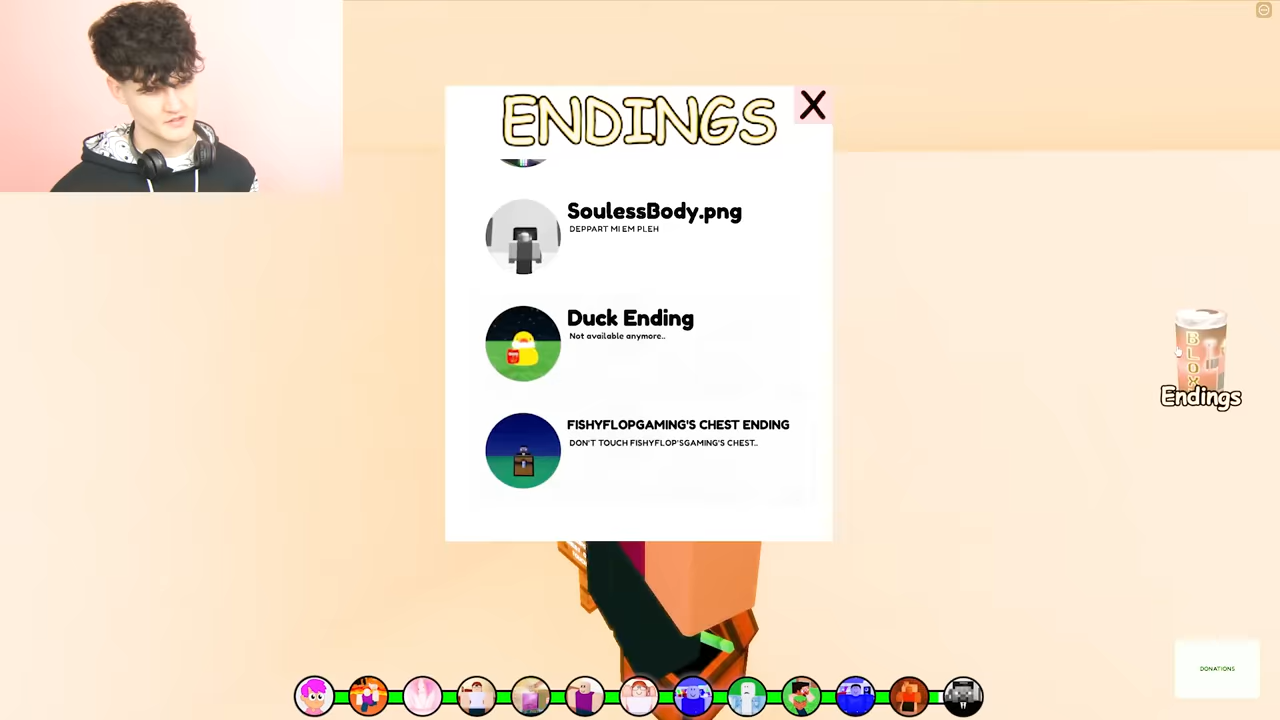 ENDINGS
X
SoulessBody.png
DEPPART MI EM PLEH
Duck Ending
Not available anymore..
FISHYFLOPGAMING'S CHEST ENDING
DON'T TOUCH FISHYFLOP'SGAMING'S CHEST..
BLOX
Endings
DONATIONS